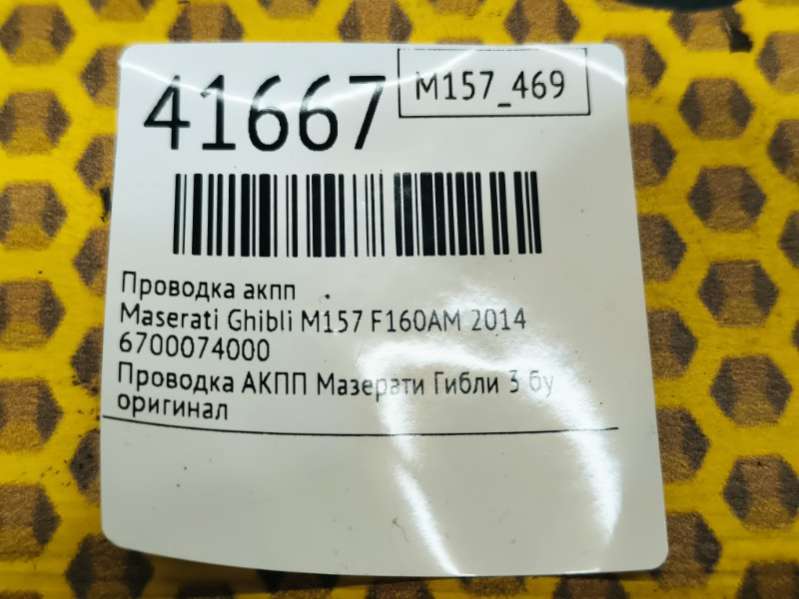 41667
M157_469
Проводка акпп
Maserati Ghibli M157 F160AM 2014
6700074000
Проводка АКПП Мазерати Гибли 3 бу
оригинал